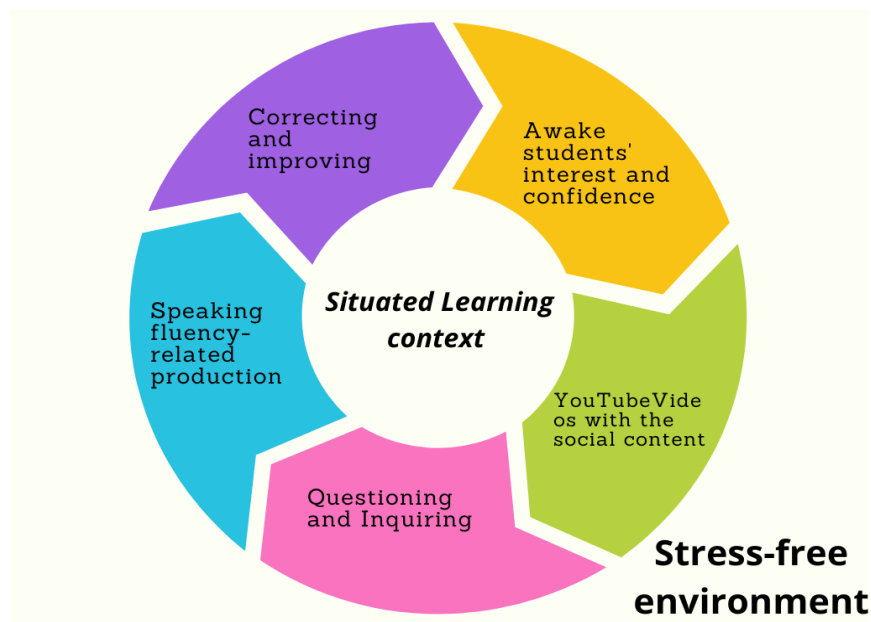 Correcting
and
improving
Awake
students'
interest and
confidence
Speaking
fluency-
related
production
Situated Learning
context
YouTubeVide
os with the
social content
Questioning
and Inquiring
Stress-free
environment